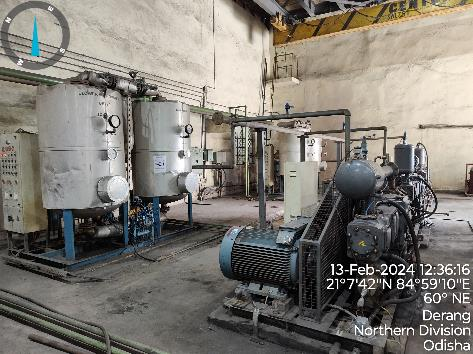 13-Feb-2024 12:36:16
21°7'42"N 84°59'10"E
60° NE
Derang
Northern Division
Odisha